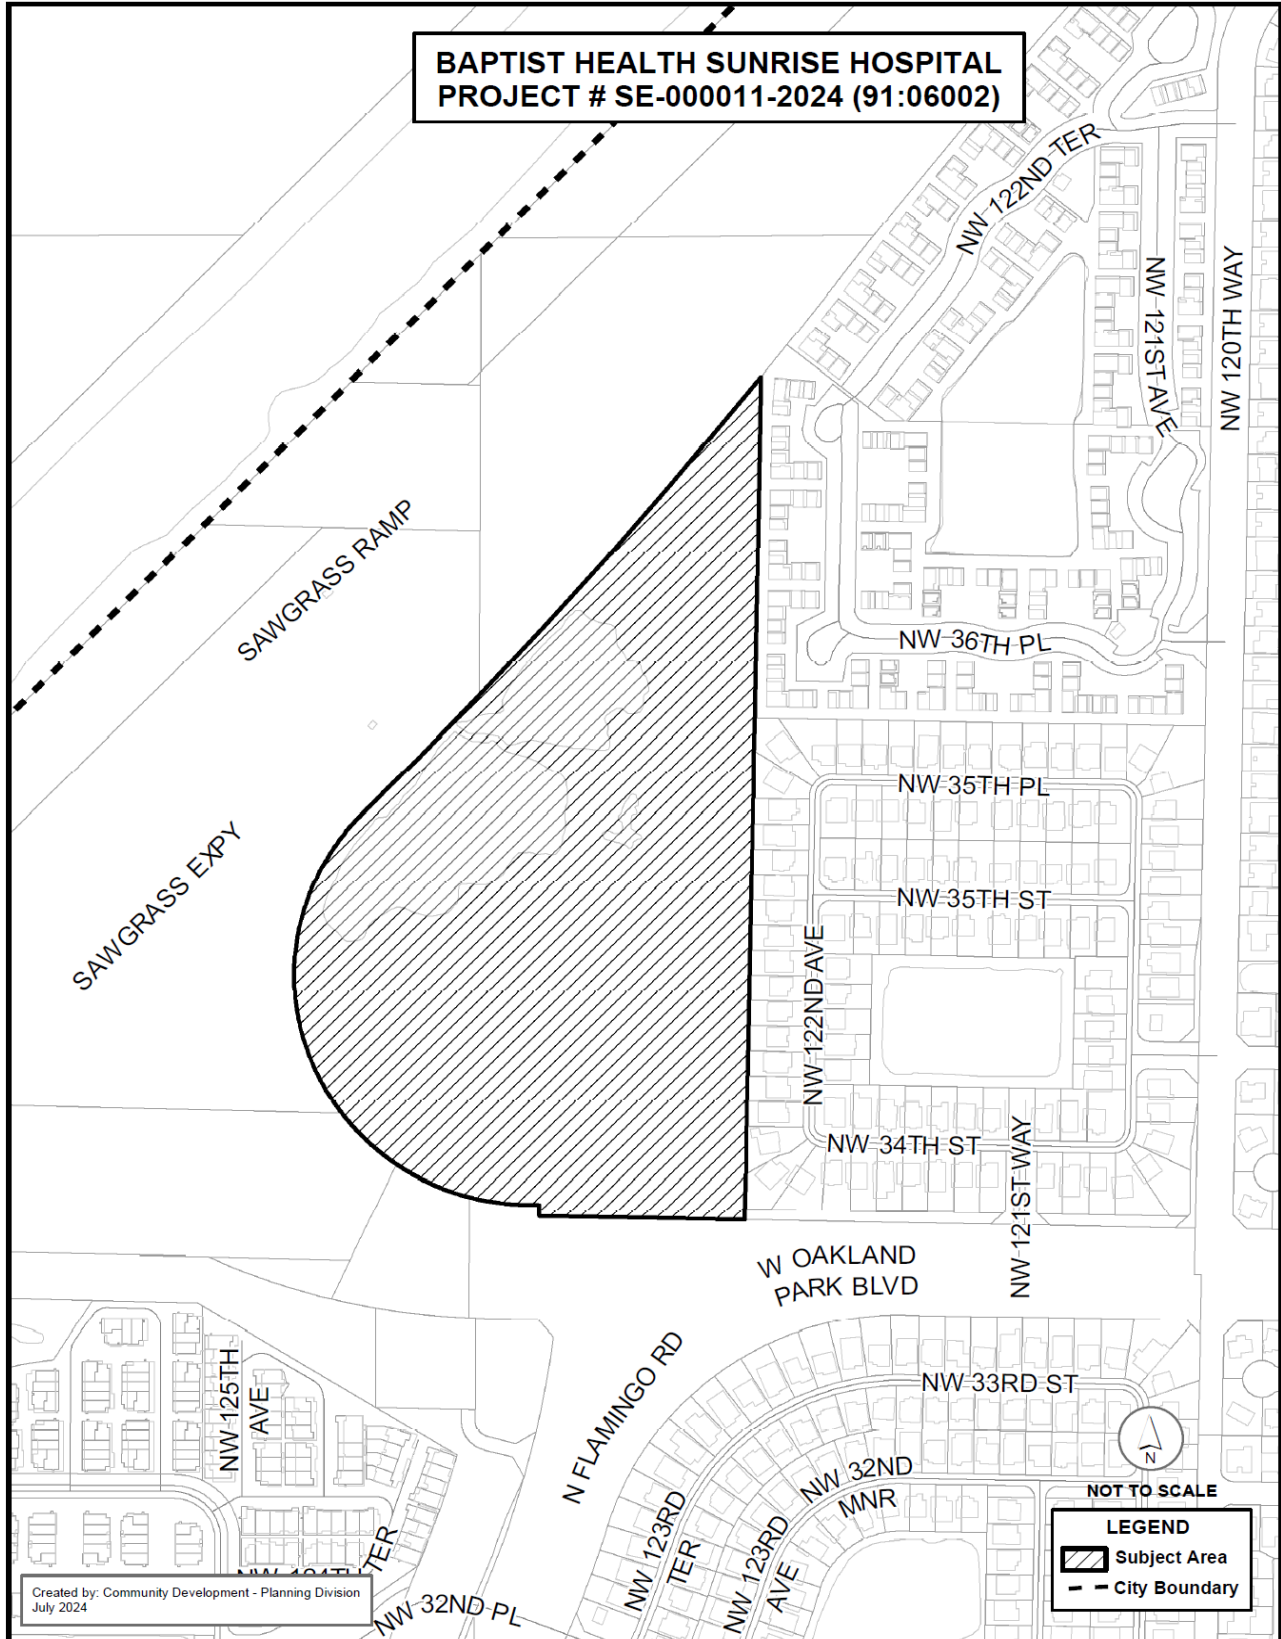 BAPTIST HEALTH SUNRISE HOSPITAL
PROJECT # SE-000011-2024 (91:06002)
NW 122ND TER
NW 121ST AVE
NW 120TH WAY
SAWGRASS RAMP
NW 36TH PL
NW 35TH PL
SAWGRASS EXPY
NW 35TH ST
NW 122ND AVE
NW 34TH ST
NW 121ST WAY
W OAKLAND
PARK BLVD
N FLAMINGO RD
NW 125TH
AVE
NW 33RD ST
NW 32ND
MNR
NW 123RD
TER
NW 123RD
AVE
NW 124TH TER
NW 32ND PL
N
NOT TO SCALE
LEGEND
Subject Area
City Boundary
Created by: Community Development - Planning Division
July 2024